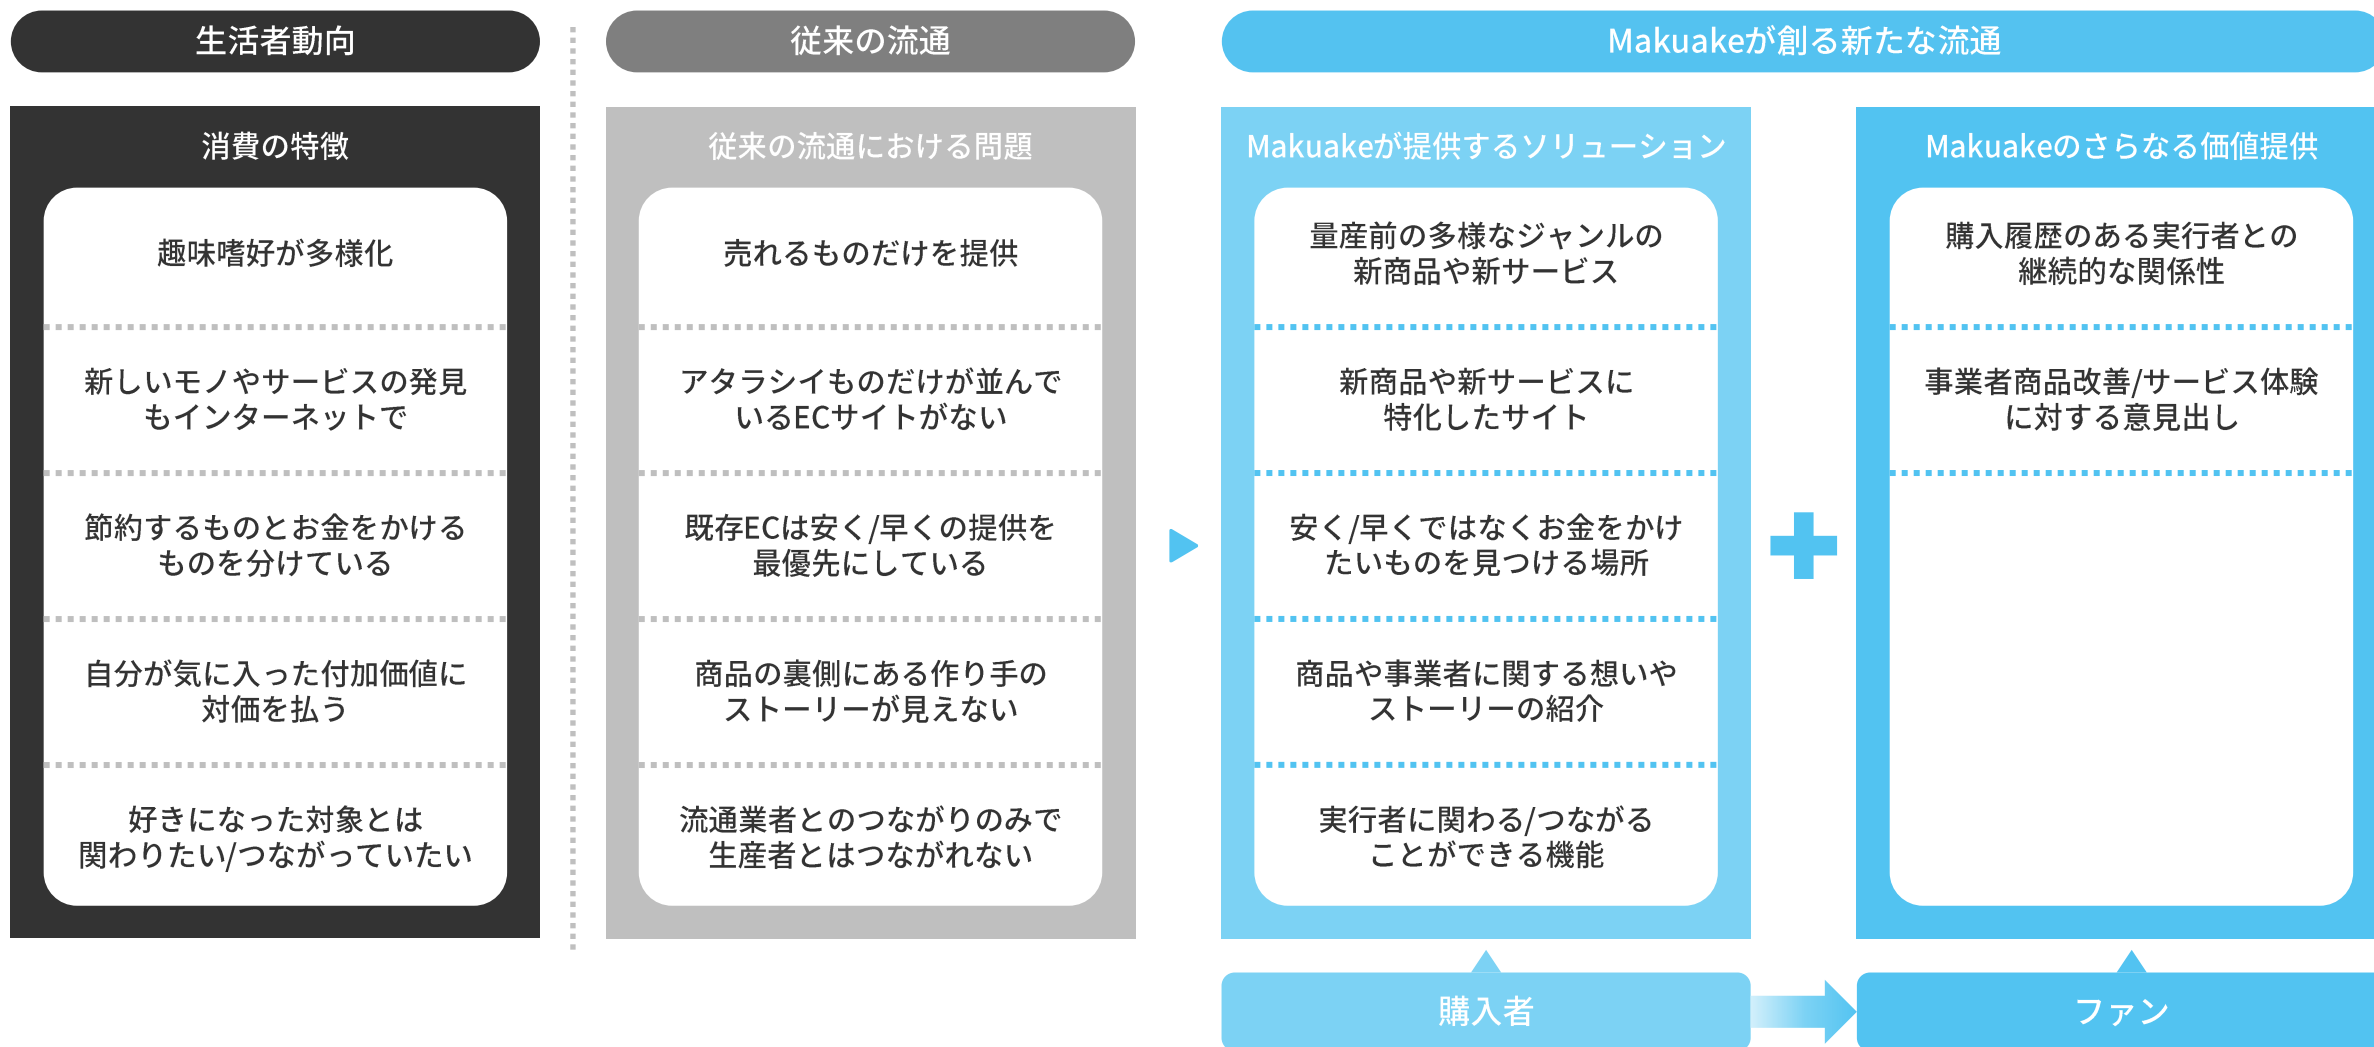 生活者動向
消費の特徴
趣味嗜好が多様化
新しいモノやサービスの発見
もインターネットで
節約するものとお金をかける
ものを分けている
自分が気に入った付加価値に
対価を払う
好きになった対象とは
関わりたい/つながっていたい
従来の流通
従来の流通における問題
売れるものだけを提供
アタラシイものだけが並んで
いるECサイトがない
既存ECは安く/早くの提供を
最優先にしている
商品の裏側にある作り手の
ストーリーが見えない
流通業者とのつながりのみで
生産者とはつながれない
Makuakeが創る新たな流通
Makuakeが提供するソリューション
量産前の多様なジャンルの
新商品や新サービス
新商品や新サービスに
特化したサイト
安く/早くではなくお金をかけ
たいものを見つける場所
商品や事業者に関する想いや
ストーリーの紹介
実行者に関わる/つながる
ことができる機能
購入者
Makuakeのさらなる価値提供
購入履歴のある実行者との
継続的な関係性
事業者商品改善/サービス体験
に対する意見出し
ファン